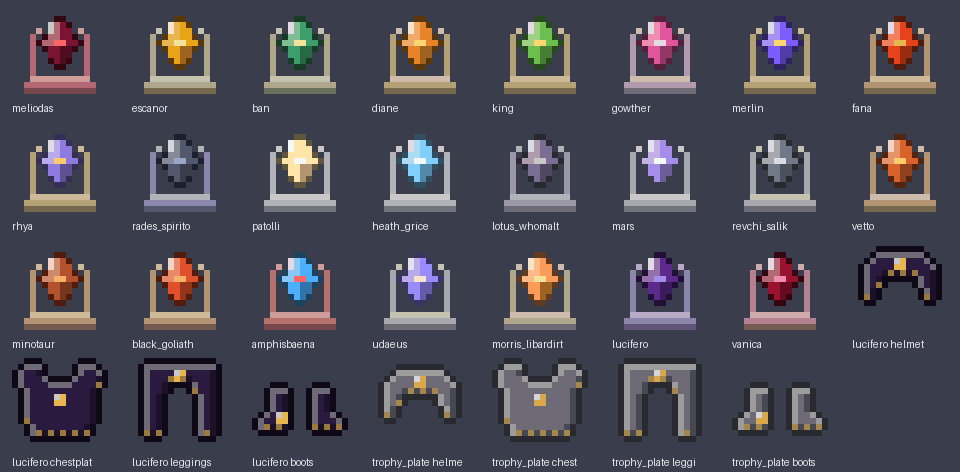 meliodas escanor ban diane king gowther merlin fana
rhya rades_spirito patolli heath_grice lotus_whomalt mars revchi_salik vetto
minotaur black_goliath amphisbaena udaeus morris_libardirt lucifero vanica lucifero helmet
lucifero chestplat lucifero leggings lucifero boots trophy_plate helme trophy_plate chest trophy_plate leggi trophy_plate boots